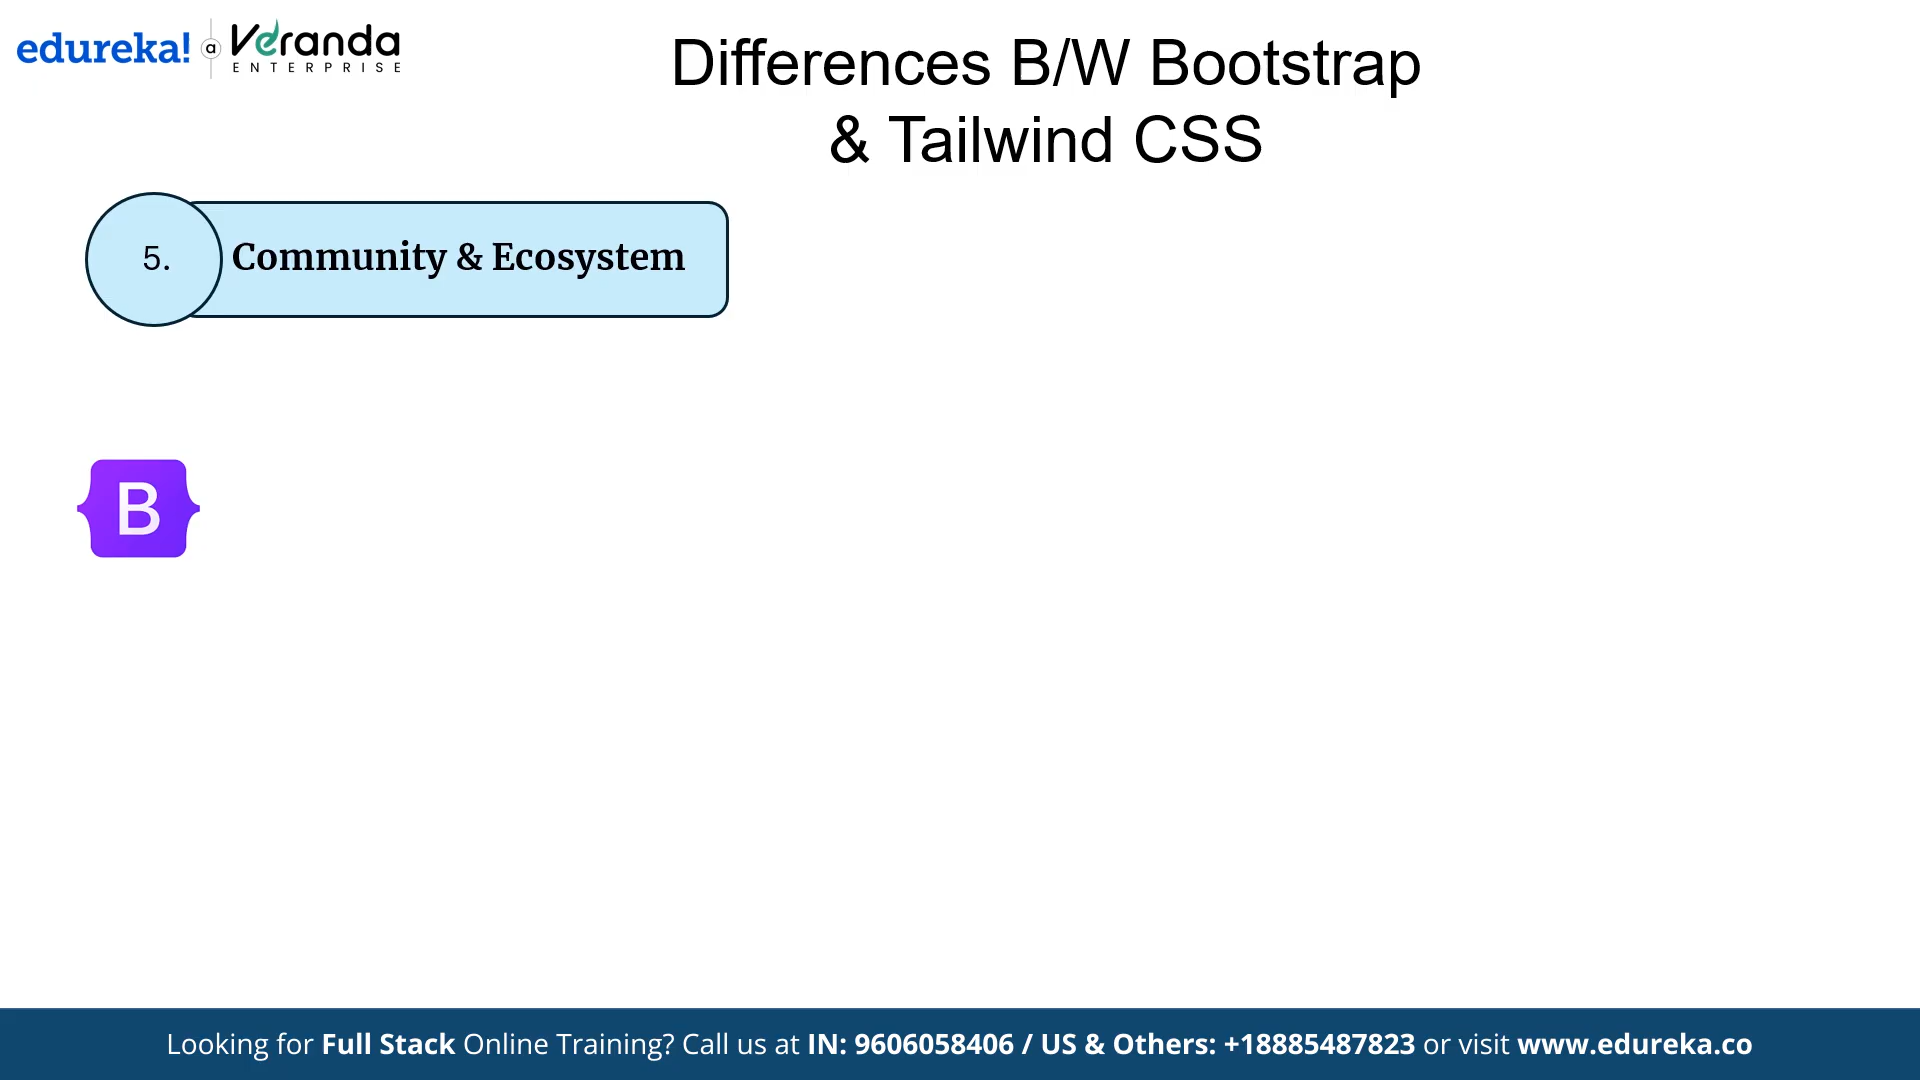 edureka! a Veranda
ENTERPRISE
Differences B/W Bootstrap
& Tailwind CSS
5. Community & Ecosystem
B
Looking for Full Stack Online Training? Call us at IN: 9606058406 / US & Others: +18885487823 or visit www.edureka.co